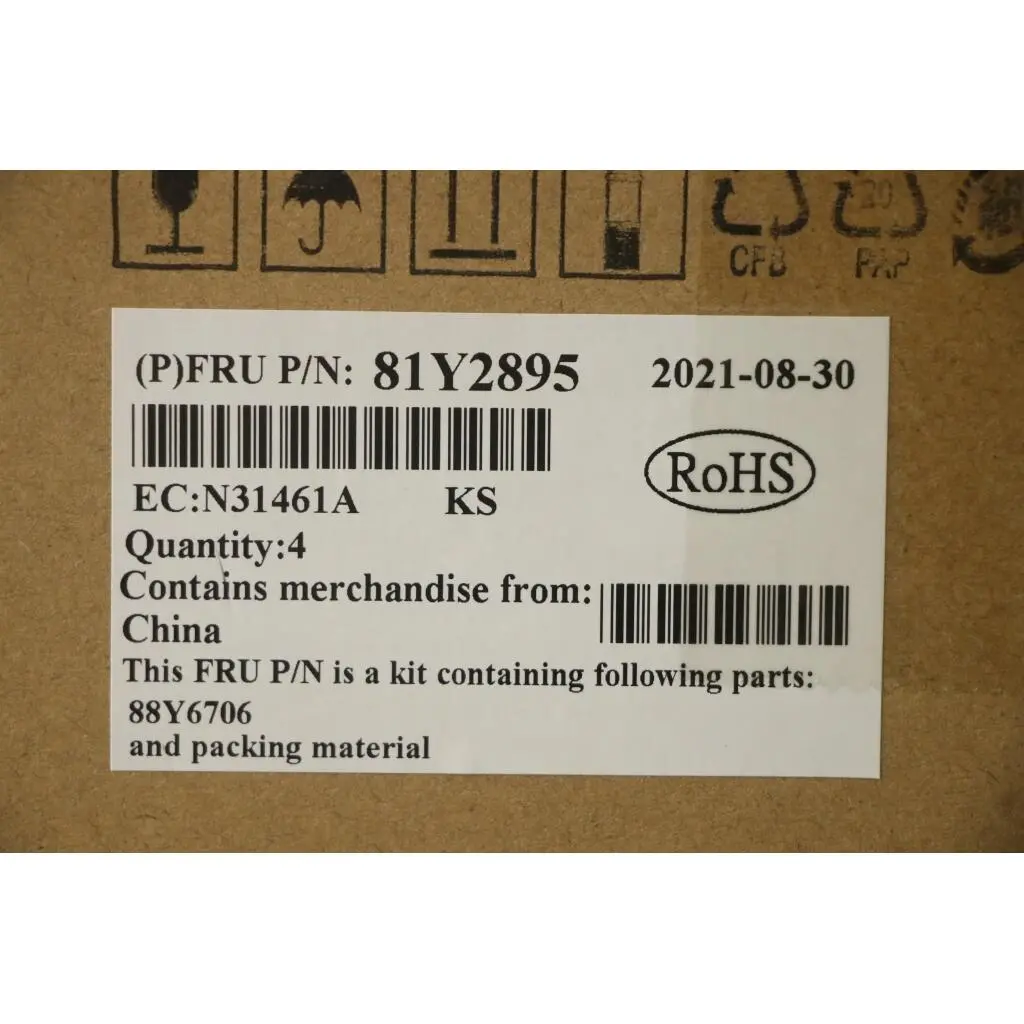 20
CFB PAP
(P)FRU P/N: 81Y2895 2021-08-30
RoHS
EC:N31461A KS
Quantity:4
Contains merchandise from:
China
This FRU P/N is a kit containing following parts:
88Y6706
and packing material